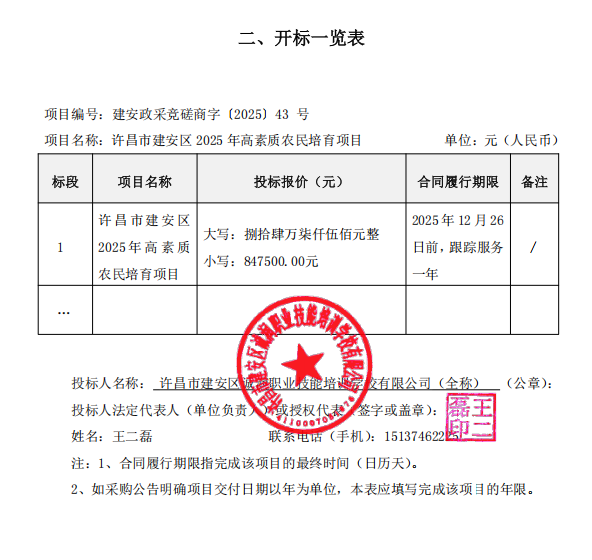 二、开标一览表
项目编号：建安政采竞磋商字〔2025〕43 号
项目名称：许昌市建安区 2025 年高素质农民培育项目 单位：元（人民币）
标段 项目名称 投标报价（元） 合同履行期限 备注
1 许昌市建安区2025年高素质农民培育项目 大写：捌拾肆万柒仟伍佰元整 小写：847500.00元 2025年12月26日前，跟踪服务一年 /
…
投标人名称：许昌市建安区诚源职业技能培训学校有限公司（全称）（公章）：
投标人法定代表人（单位负责人）或授权代表（签字或盖章）：
王二磊印
姓名：王二磊 联系电话（手机）：15137462225
注：1、合同履行期限指完成该项目的最终时间（日历天）。
2、如采购公告明确项目交付日期以年为单位，本表应填写完成该项目的年限。